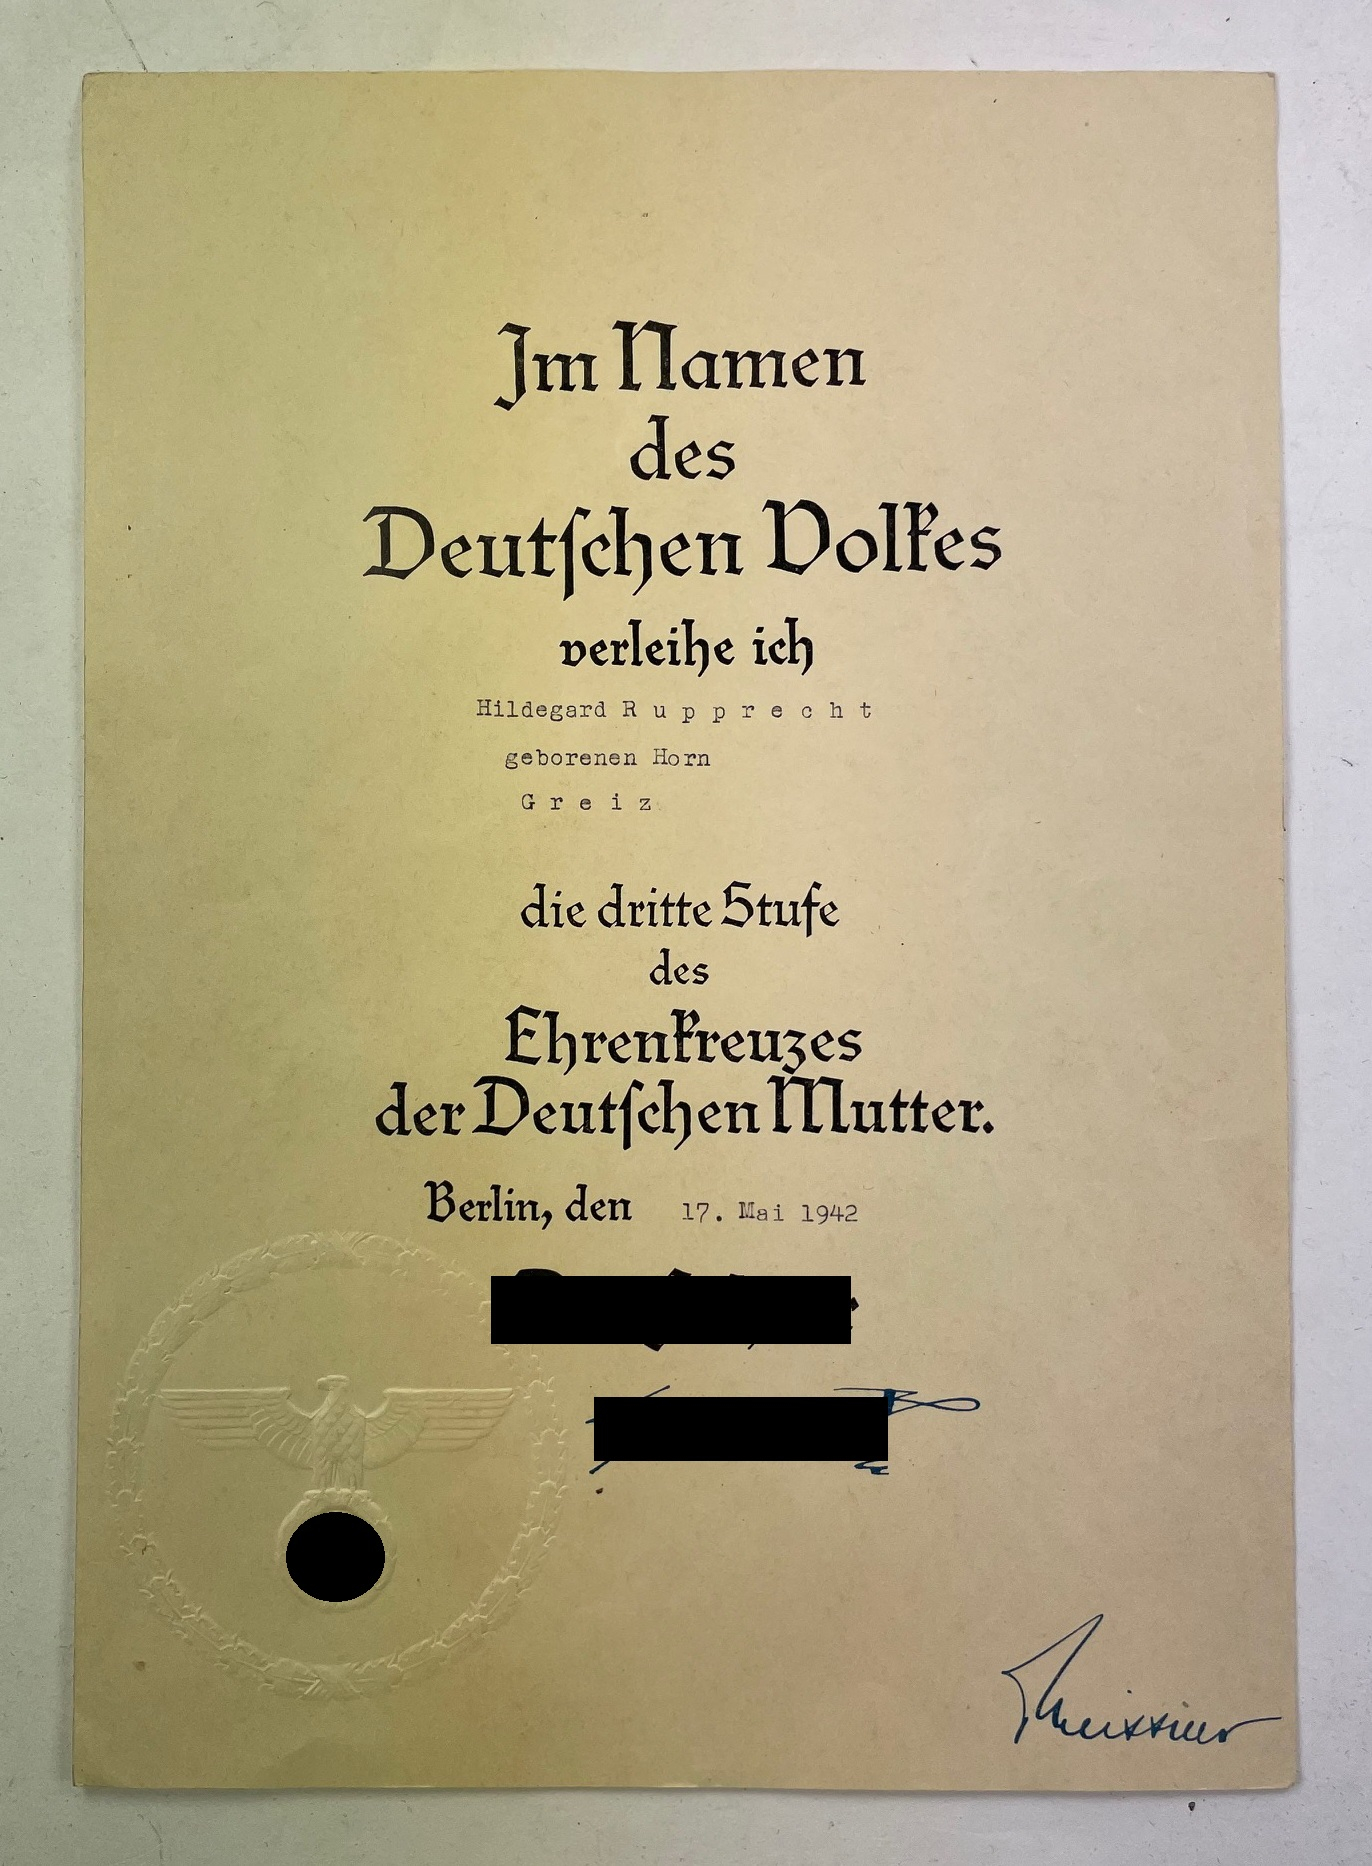 Im Namen
des
Deutschen Volkes
verleihe ich
Hildegard Rupprecht
geborenen Horn
Greiz
die dritte Stufe
des
Ehrenkreuzes
der Deutschen Mutter.
Berlin, den 17. Mai 1942